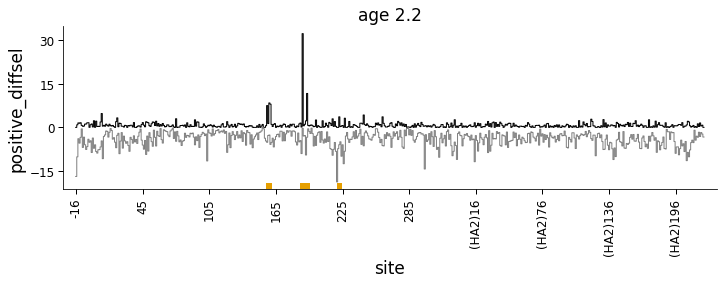 age 2.2
positive_diffsel
30
15
0
−15
-16
45
105
165
225
285
(HA2)16
(HA2)76
(HA2)136
(HA2)196
site